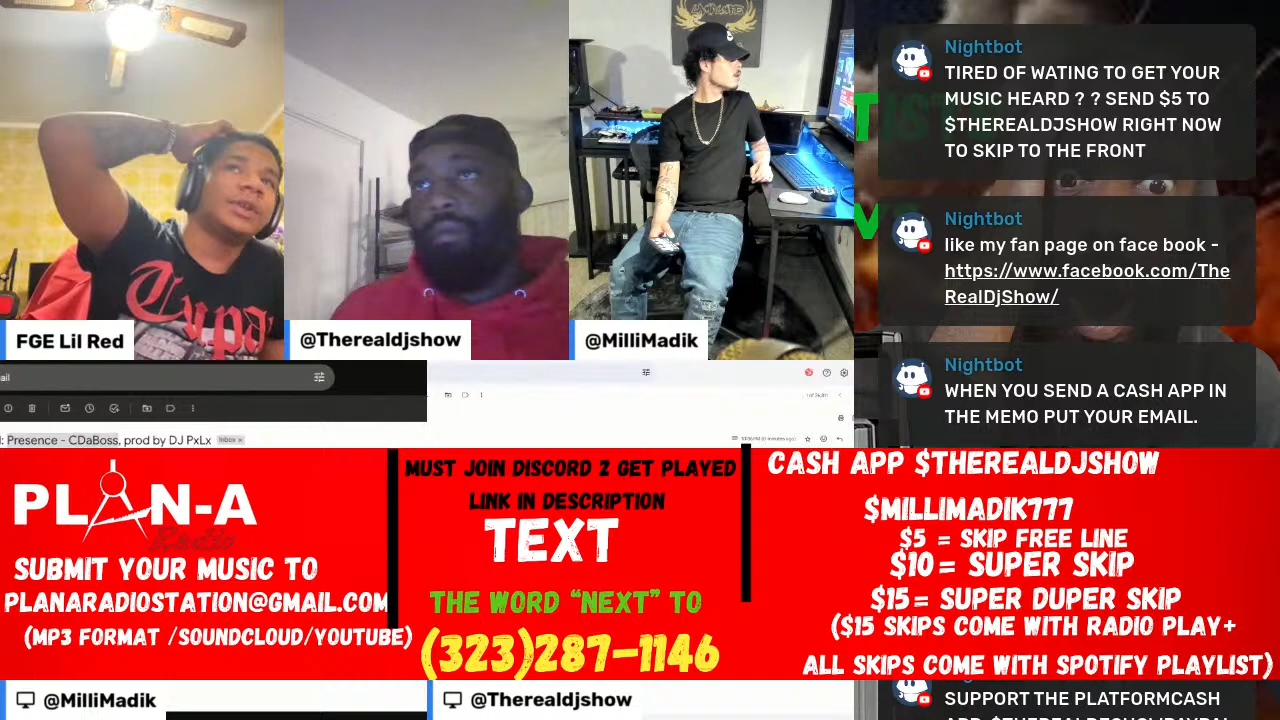 FGE Lil Red
@Therealdjshow
@MilliMadik
Nightbot
TIRED OF WATING TO GET YOUR
MUSIC HEARD ? ? SEND $5 TO
$THEREALDJSHOW RIGHT NOW
TO SKIP TO THE FRONT
Nightbot
like my fan page on face book -
https://www.facebook.com/The
RealDjShow/
Nightbot
WHEN YOU SEND A CASH APP IN
THE MEMO PUT YOUR EMAIL.
ail
: Presence - CDaBoss, prod by DJ PxLx
Inbox x
PLAN-A
Radio
SUBMIT YOUR MUSIC TO
PLANARADIOSTATION@GMAIL.COM
(MP3 FORMAT /SOUNDCLOUD/YOUTUBE)
MUST JOIN DISCORD 2 GET PLAYED
LINK IN DESCRIPTION
TEXT
THE WORD “NEXT” TO
(323)287-1146
CASH APP $THEREALDJSHOW
$MILLIMADIK777
$5 = SKIP FREE LINE
$10 = SUPER SKIP
$15= SUPER DUPER SKIP
($15 SKIPS COME WITH RADIO PLAY+
ALL SKIPS COME WITH SPOTIFY PLAYLIST)
@MilliMadik
@Therealdjshow
SUPPORT THE PLATFORMCASH